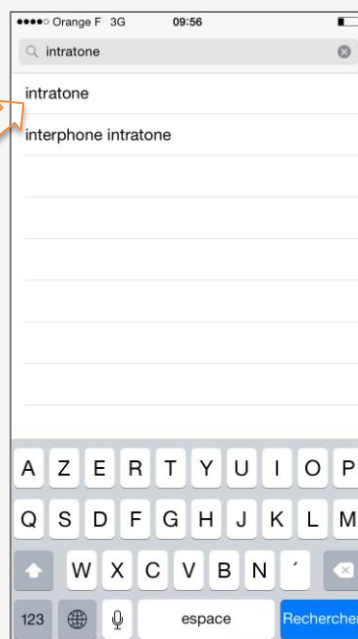 Orange F 3G 09:56
intratone
intratone
interphone intratone
A Z E R T Y U I O P
Q S D F G H J K L M
W X C V B N ´
123 espace Rechercher